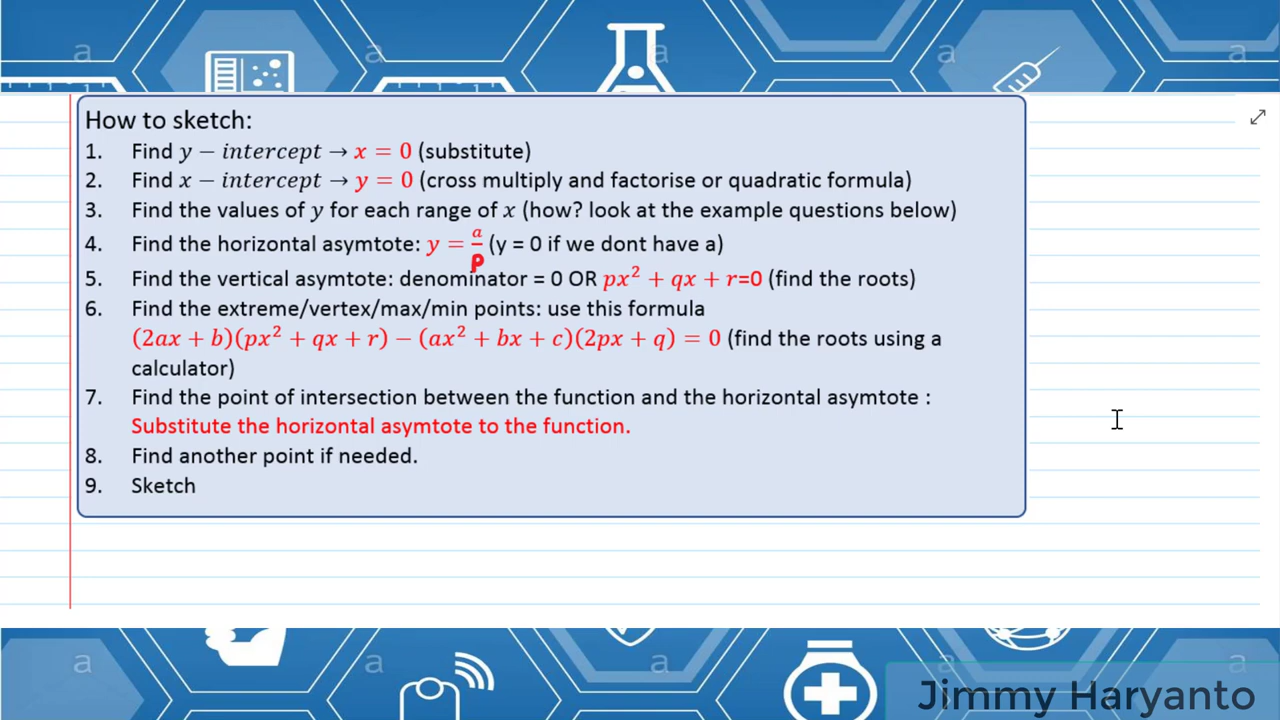 a a a a a
How to sketch:
1. Find y − intercept → x = 0 (substitute)
2. Find x − intercept → y = 0 (cross multiply and factorise or quadratic formula)
3. Find the values of y for each range of x (how? look at the example questions below)
4. Find the horizontal asymptote: y = a/p (y = 0 if we dont have a)
5. Find the vertical asymptote: denominator = 0 OR px² + qx + r=0 (find the roots)
6. Find the extreme/vertex/max/min points: use this formula
(2ax + b)(px² + qx + r) − (ax² + bx + c)(2px + q) = 0 (find the roots using a
calculator)
7. Find the point of intersection between the function and the horizontal asymptote :
Substitute the horizontal asymptote to the function.
8. Find another point if needed.
9. Sketch
a a a a a
Jimmy Haryanto